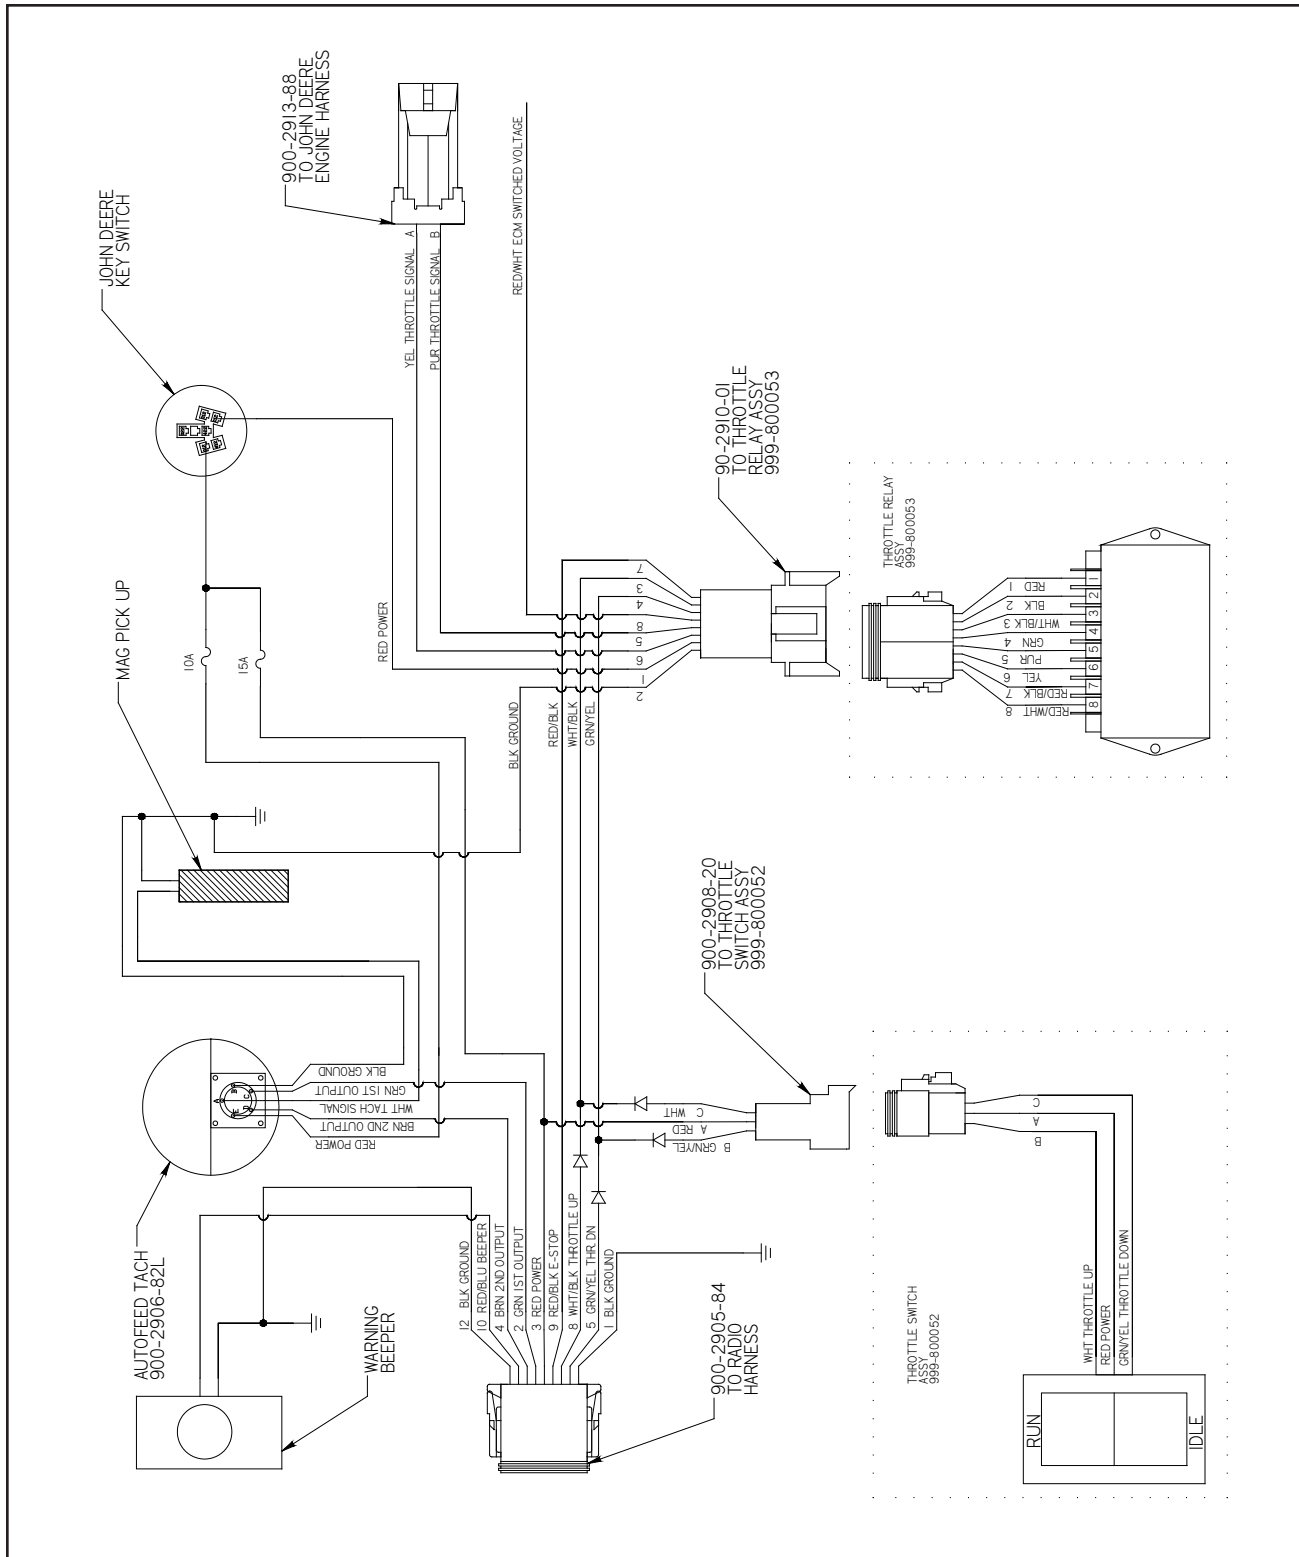 900-2913-88
TO JOHN DEERE
ENGINE HARNESS
JOHN DEERE
KEY SWITCH
YEL THROTTLE SIGNAL A
PUR THROTTLE SIGNAL B
RED/WHT ECM SWITCHED VOLTAGE
MAG PICK UP
10A
15A
RED POWER
90-2910-01
TO THROTTLE
RELAY ASSY
999-800053
THROTTLE RELAY
ASSY
999-800053
7
3
4
8
5
6
1
2
BLK GROUND
RED/BLK
WHT/BLK
GRN/YEL
RED 1
BLK 2
WHT/BLK 3
GRN 4
PUR 5
YEL 6
RED/BLK 7
RED/WHT 8
1
2
3
4
5
6
7
8
AUTOFEED TACH
900-2906-82L
A
B
C
D
E
BLK GROUND
GRN 1ST OUTPUT
WHT TACH SIGNAL
BRN 2ND OUTPUT
RED POWER
900-2908-20
TO THROTTLE
SWITCH ASSY
999-800052
C WHT
A RED
B GRN/YEL
WARNING
BEEPER
12 BLK GROUND
10 RED/BLU BEEPER
4 BRN 2ND OUTPUT
2 GRN 1ST OUTPUT
3 RED POWER
9 RED/BLK E-STOP
8 WHT/BLK THROTTLE UP
5 GRN/YEL THR DN
1 BLK GROUND
900-2905-84
TO RADIO
HARNESS
THROTTLE SWITCH
ASSY
999-800052
C
A
B
WHT THROTTLE UP
RED POWER
GRN/YEL THROTTLE DOWN
RUN
IDLE